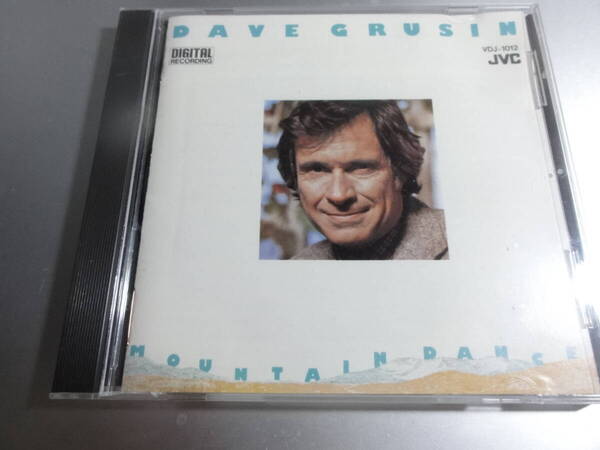 DAVE GRUSIN
DIGITAL
RECORDING
VDJ-1012
JVC
MOUNTAIN DANCE